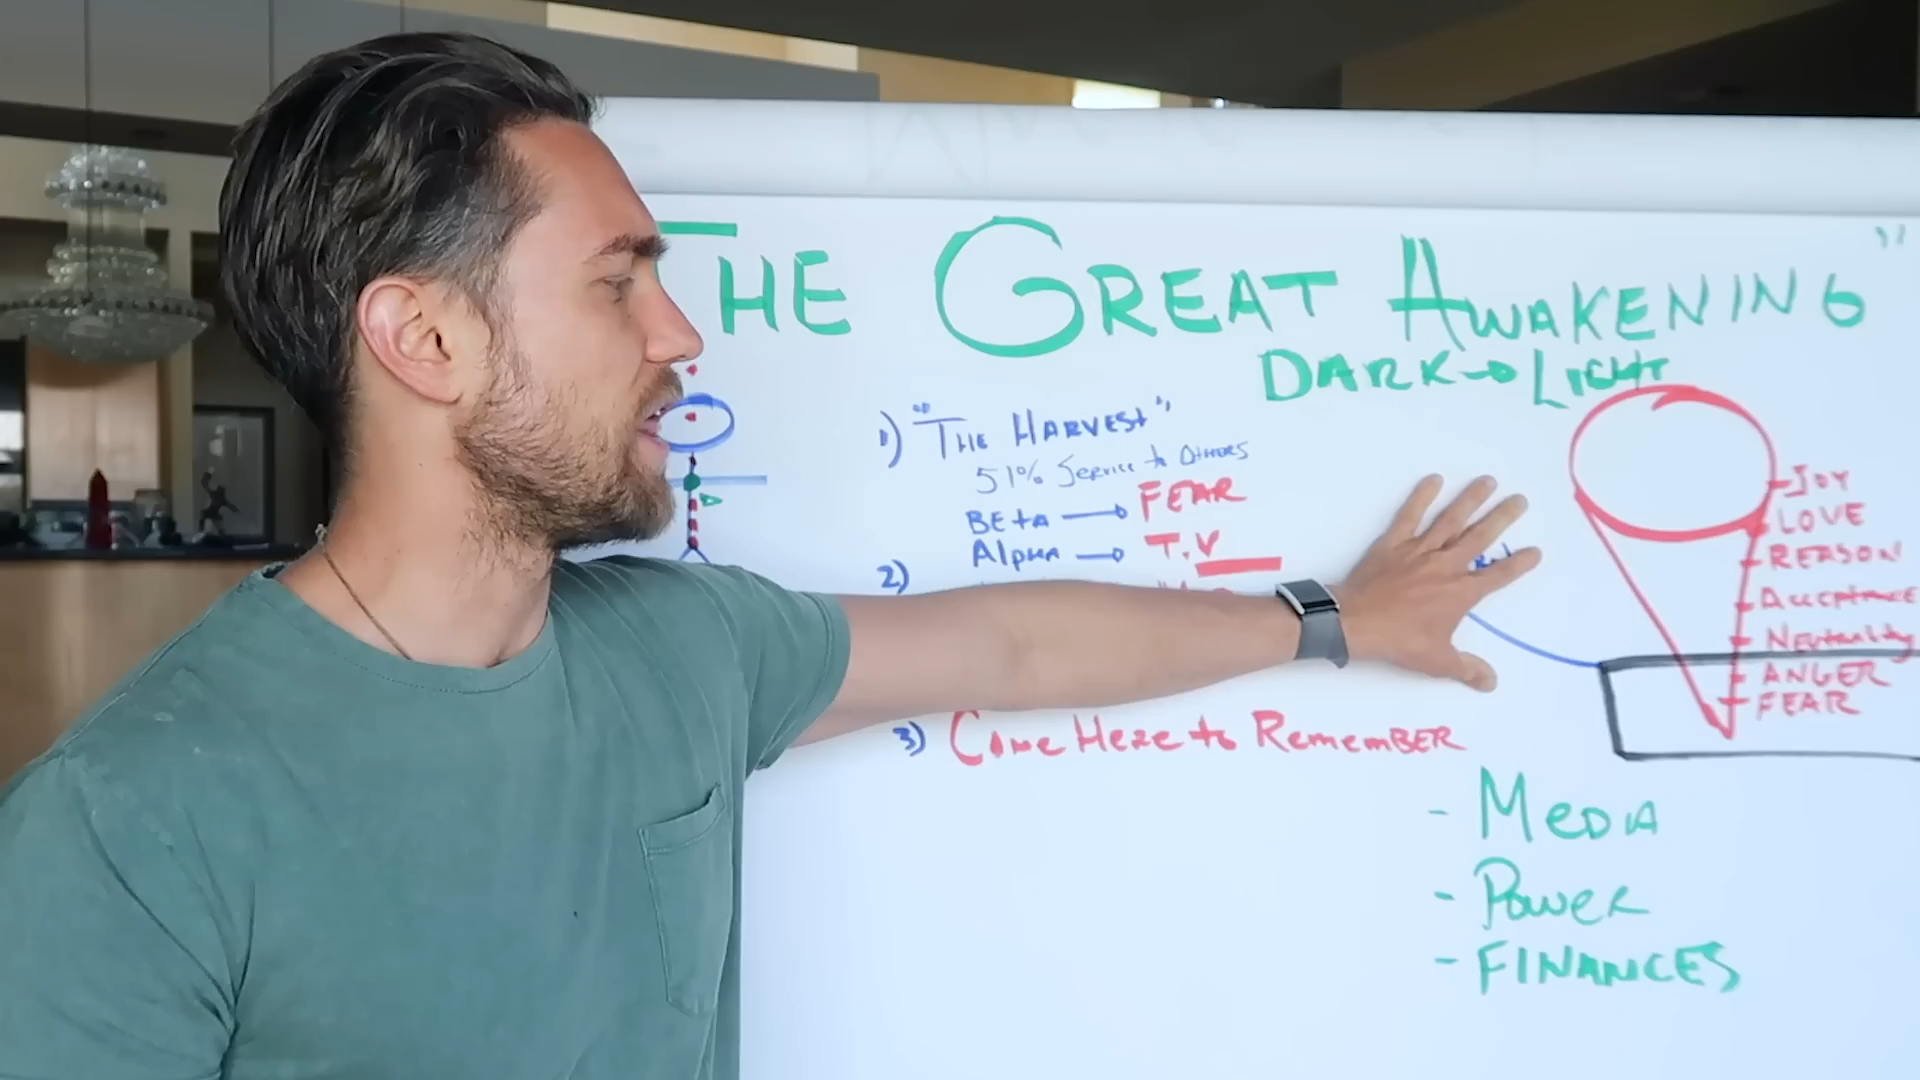 "THE GREAT AWAKENING"
DARK → LIGHT
1) "THE HARVEST"
51% SERVICE to OTHERS
BETA → FEAR
ALPHA → T.V
2)
3) Come Here to RememBER
JOY
LOVE
REASON
Acceptance
Neutrality
ANGER
FEAR
- MEDIA
- Power
- FINANCES